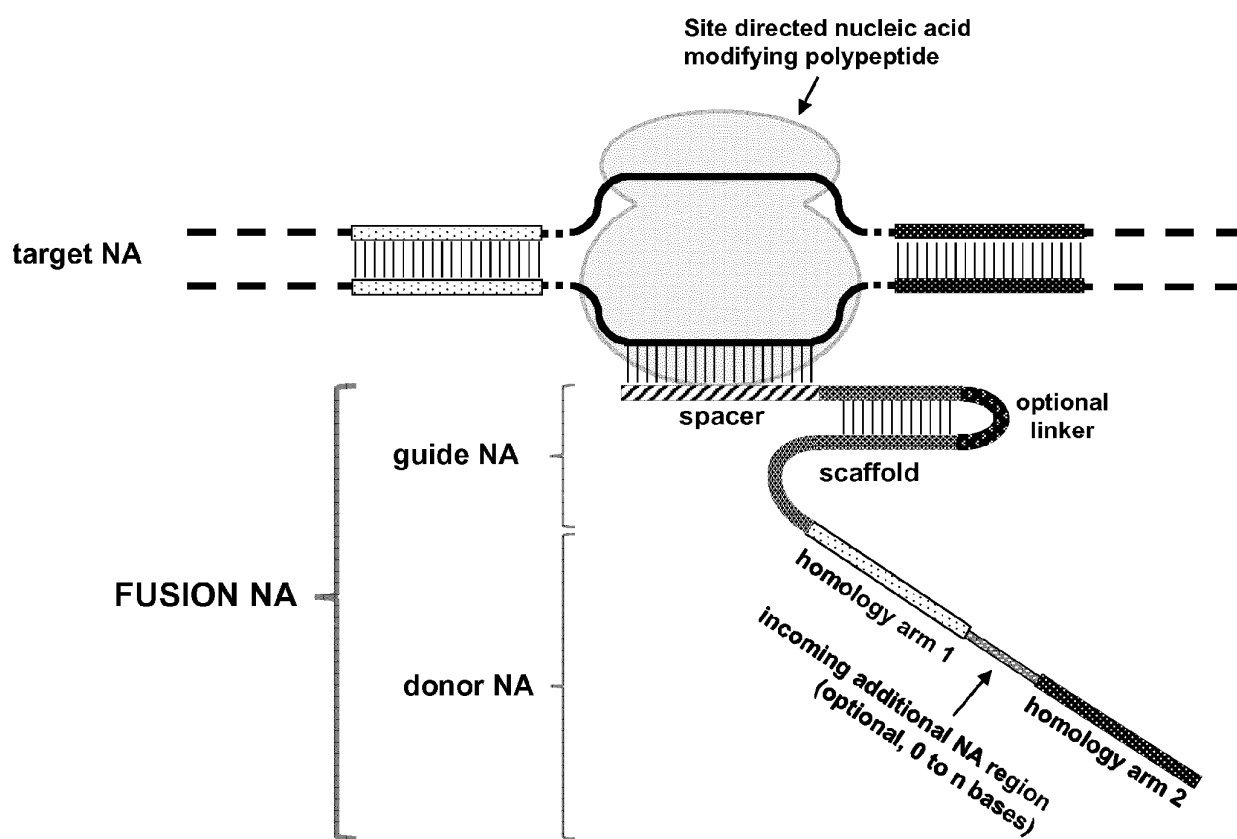 Site directed nucleic acid
modifying polypeptide
target NA
spacer
optional
linker
guide NA
scaffold
FUSION NA
homology arm 1
donor NA
incoming additional NA region
(optional, 0 to n bases)
homology arm 2